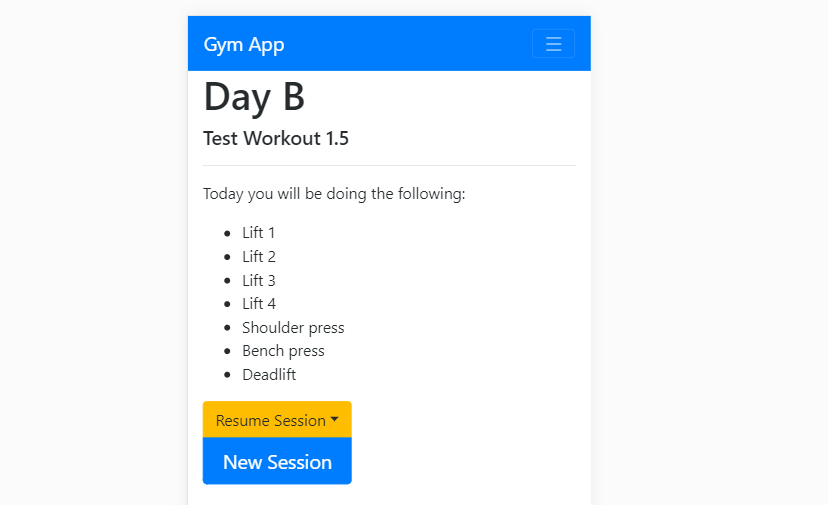 Gym App
Day B
Test Workout 1.5
Today you will be doing the following:
Lift 1
Lift 2
Lift 3
Lift 4
Shoulder press
Bench press
Deadlift
Resume Session
New Session